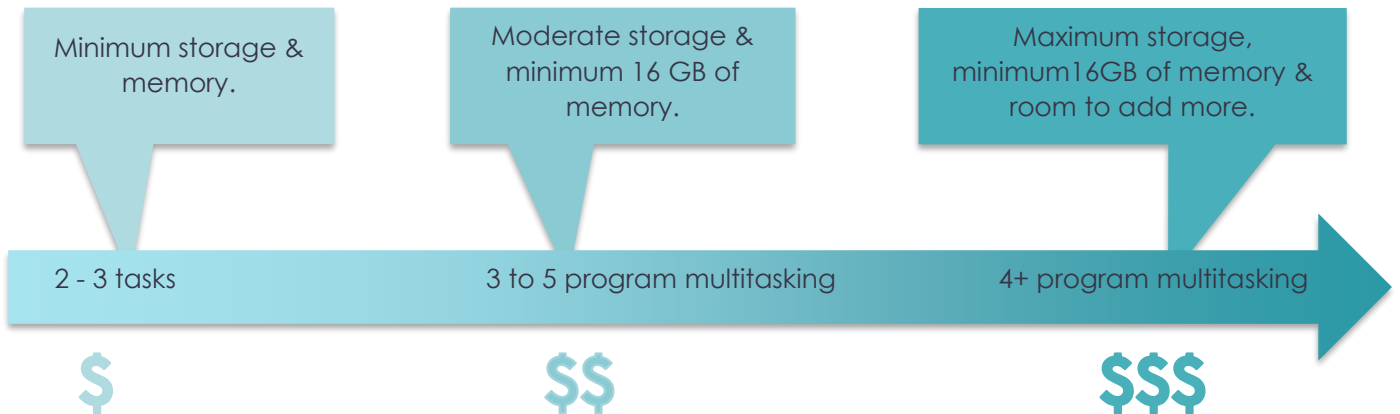 Minimum storage &
memory.
Moderate storage &
minimum 16 GB of
memory.
Maximum storage,
minimum16GB of memory &
room to add more.
2 - 3 tasks
3 to 5 program multitasking
4+ program multitasking
$
$$
$$$